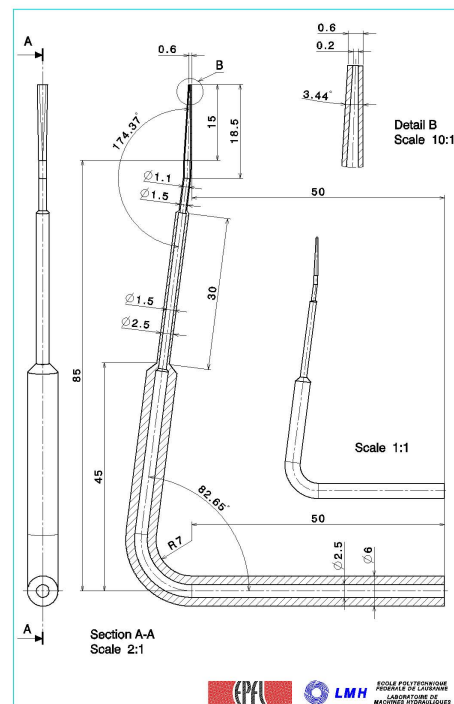 A
0.6
B
174.37°
15
18.5
0.6
0.2
3.44°
Detail B
Scale 10:1
Ø1.1
Ø1.5
50
30
Ø1.5
Ø2.5
85
45
Scale 1:1
82.65°
R7
50
Ø2.5
Ø6
A
Section A-A
Scale 2:1
EPFL
LMH
ECOLE POLYTECHNIQUE
FEDERALE DE LAUSANNE
LABORATOIRE DE
MACHINES HYDRAULIQUES